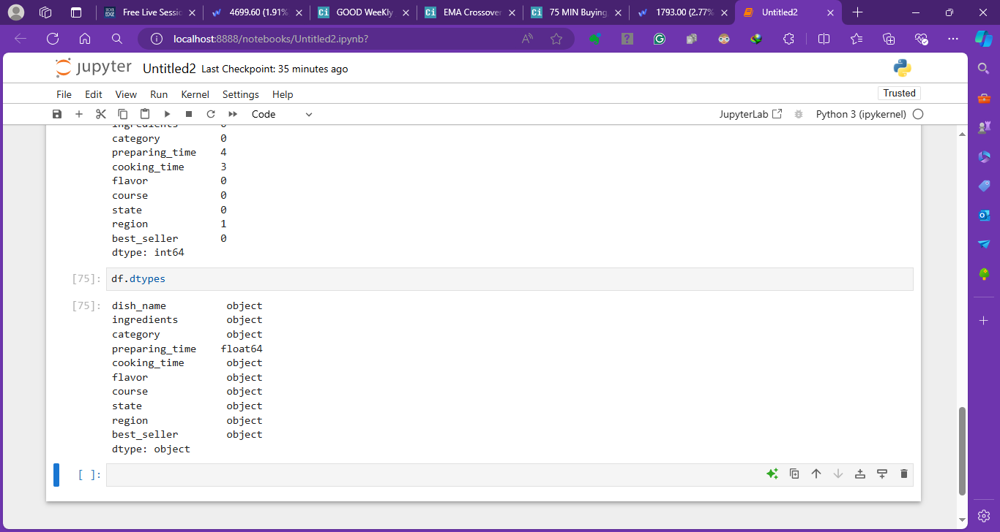 Free Live Sessic
4699.60 (1.91%
Ci GOOD WeeKly
Ci EMA Crossover
Ci 75 MIN Buying
1793.00 (2.77%
Untitled2
localhost:8888/notebooks/Untitled2.ipynb?
jupyter Untitled2 Last Checkpoint: 35 minutes ago
File Edit View Run Kernel Settings Help
Trusted
Code
JupyterLab
Python 3 (ipykernel)
ingredients 0
category 0
preparing_time 4
cooking_time 3
flavor 0
course 0
state 0
region 1
best_seller 0
dtype: int64
[75]: df.dtypes
[75]: dish_name object
ingredients object
category object
preparing_time float64
cooking_time object
flavor object
course object
state object
region object
best_seller object
dtype: object
[ ]: